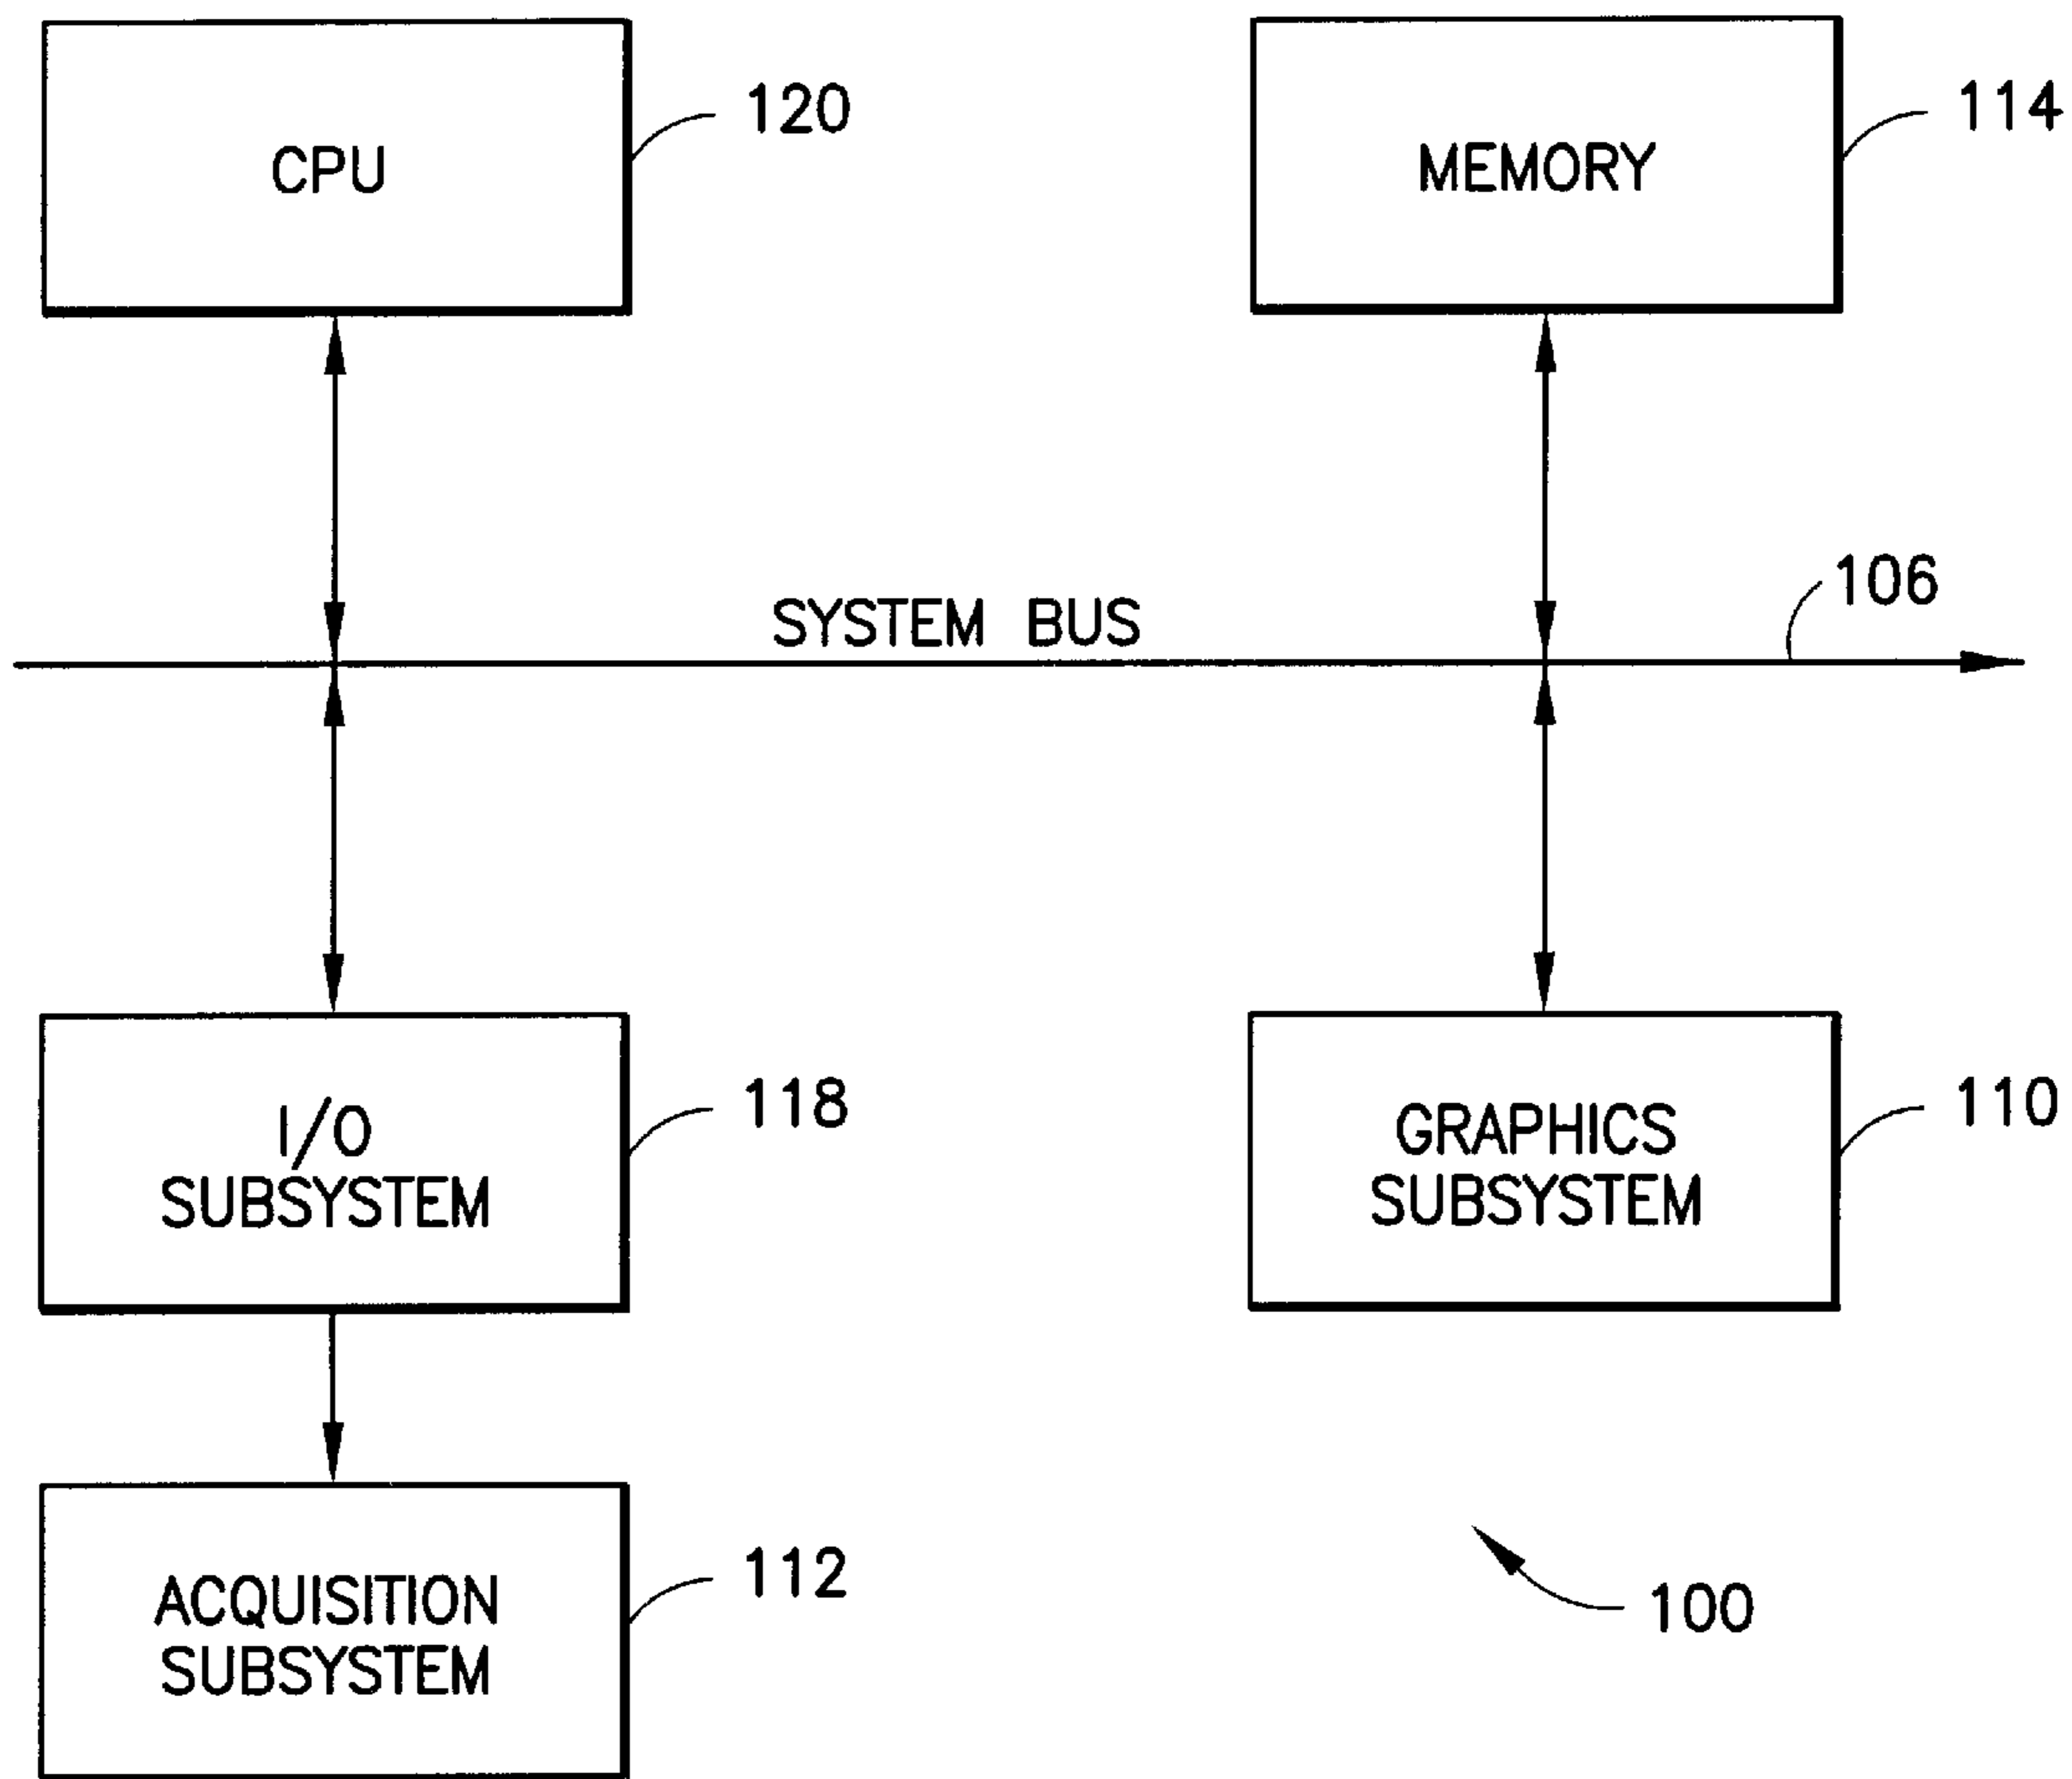 CPU
120
MEMORY
114
SYSTEM BUS
106
I/O
SUBSYSTEM
118
GRAPHICS
SUBSYSTEM
110
ACQUISITION
SUBSYSTEM
112
100